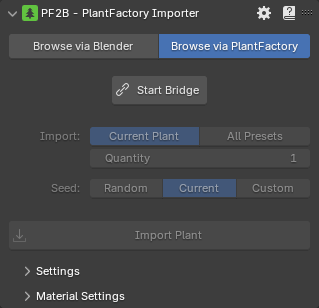 PF2B - PlantFactory Importer
Browse via Blender Browse via PlantFactory
Start Bridge
Import: Current Plant All Presets
Quantity 1
Seed: Random Current Custom
Import Plant
Settings
Material Settings